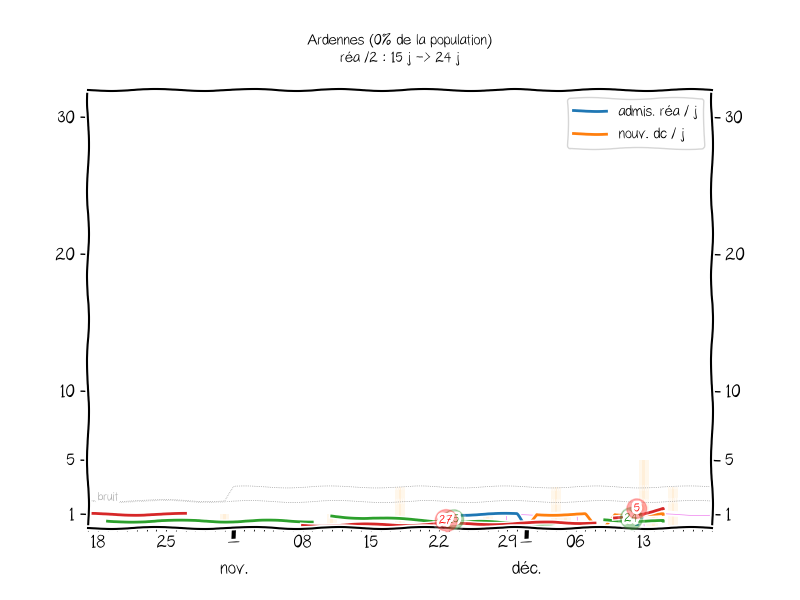 Ardennes (0% de la population)
réa /2 : 15 j -> 24 j
admis. réa / j
nouv. dc / j
30 30
20 20
10 10
5 5
bruit
1 1
5
27
18 25 08 15 22 29 06 13
nov. déc.